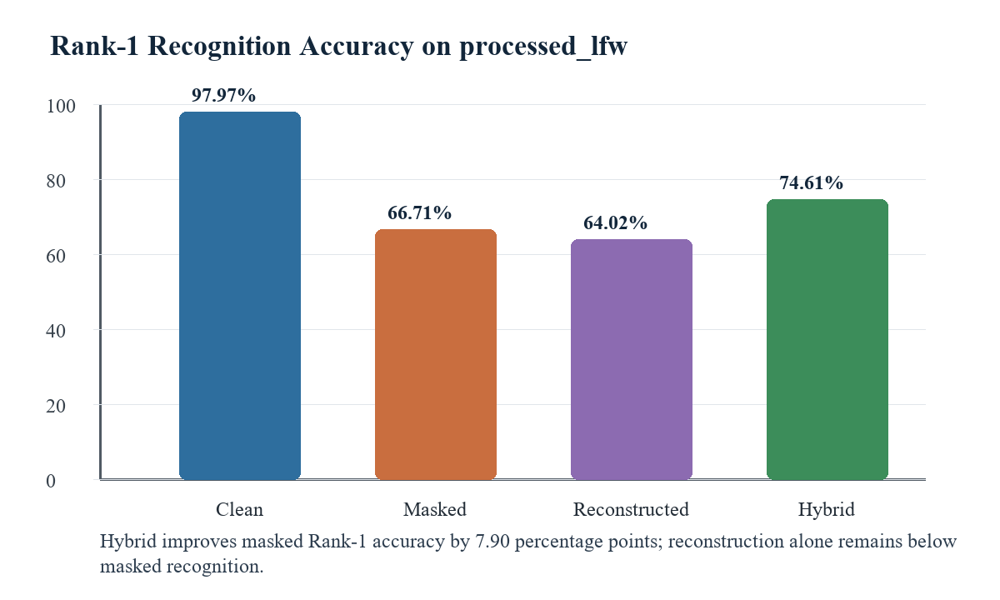 Rank-1 Recognition Accuracy on processed_lfw
97.97%
100
74.61%
80
66.71%
64.02%
60
40
20
0
Clean Masked Reconstructed Hybrid
Hybrid improves masked Rank-1 accuracy by 7.90 percentage points; reconstruction alone remains below
masked recognition.